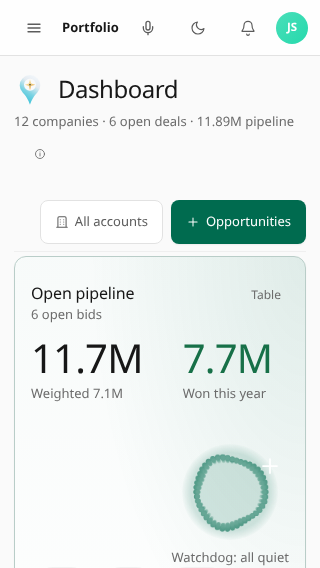 Portfolio
JS
Dashboard
12 companies · 6 open deals · 11.89M pipeline
All accounts
Opportunities
Open pipeline
Table
6 open bids
11.7M
7.7M
Weighted 7.1M
Won this year
Watchdog: all quiet